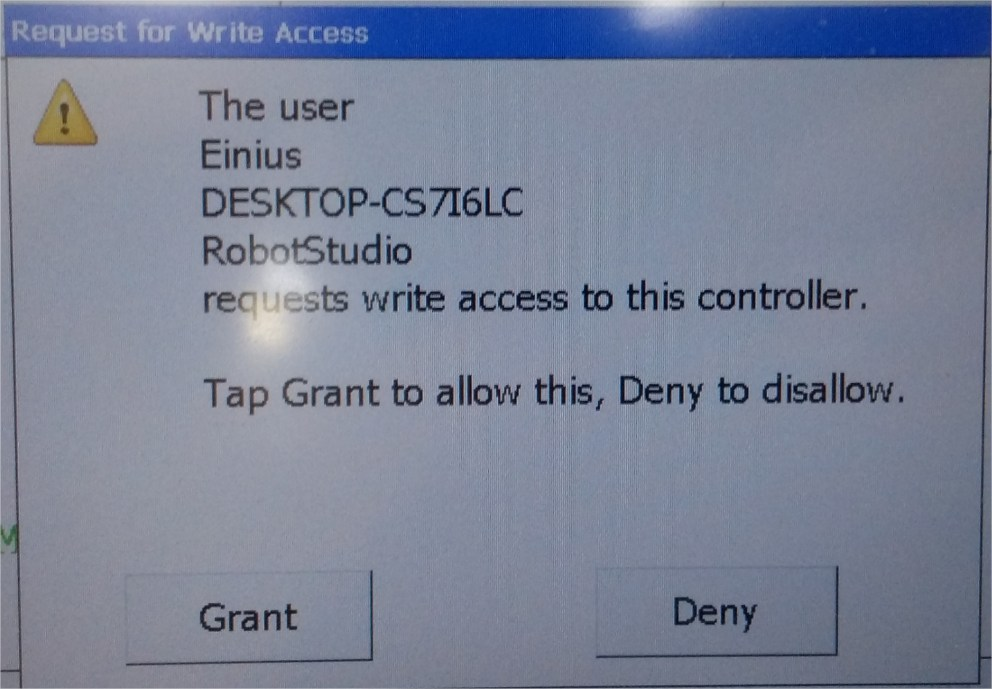 Request for Write Access
The user
Einius
DESKTOP-CS7I6LC
RobotStudio
requests write access to this controller.
Tap Grant to allow this, Deny to disallow.
M
Grant
Deny